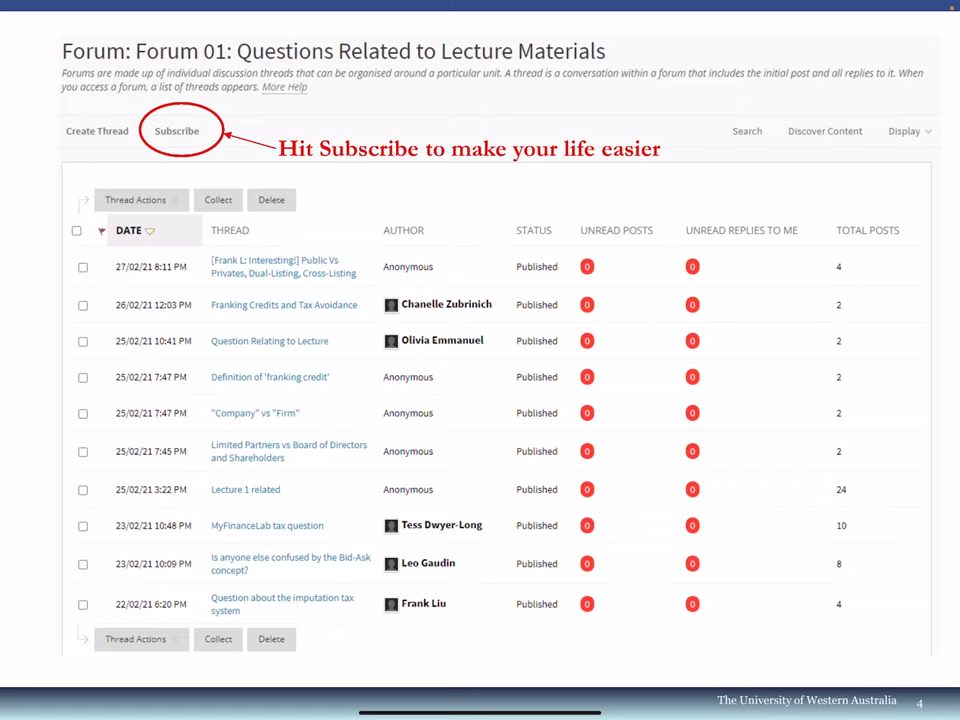 Forum: Forum 01: Questions Related to Lecture Materials
Forums are made up of individual discussion threads that can be organised around a particular unit. A thread is a conversation within a forum that includes the initial post and all replies to it. When
you access a forum, a list of threads appears. More Help
Create Thread Subscribe Search Discover Content Display
Hit Subscribe to make your life easier
Thread Actions Collect Delete
DATE THREAD AUTHOR STATUS UNREAD POSTS UNREAD REPLIES TO ME TOTAL POSTS
27/02/21 8:11 PM [Frank L: Interesting!] Public Vs Privates, Dual-Listing, Cross-Listing Anonymous Published 0 0 4
26/02/21 12:03 PM Franking Credits and Tax Avoidance Chanelle Zubrinich Published 0 0 2
25/02/21 10:41 PM Question Relating to Lecture Olivia Emmanuel Published 0 0 2
25/02/21 7:47 PM Definition of 'franking credit' Anonymous Published 0 0 2
25/02/21 7:47 PM "Company" vs "Firm" Anonymous Published 0 0 2
25/02/21 7:45 PM Limited Partners vs Board of Directors and Shareholders Anonymous Published 0 0 2
25/02/21 3:22 PM Lecture 1 related Anonymous Published 0 0 24
23/02/21 10:48 PM MyFinanceLab tax question Tess Dwyer-Long Published 0 0 10
23/02/21 10:09 PM Is anyone else confused by the Bid-Ask concept? Leo Gaudin Published 0 0 8
22/02/21 6:20 PM Question about the imputation tax system Frank Liu Published 0 0 4
Thread Actions Collect Delete
The University of Western Australia 4